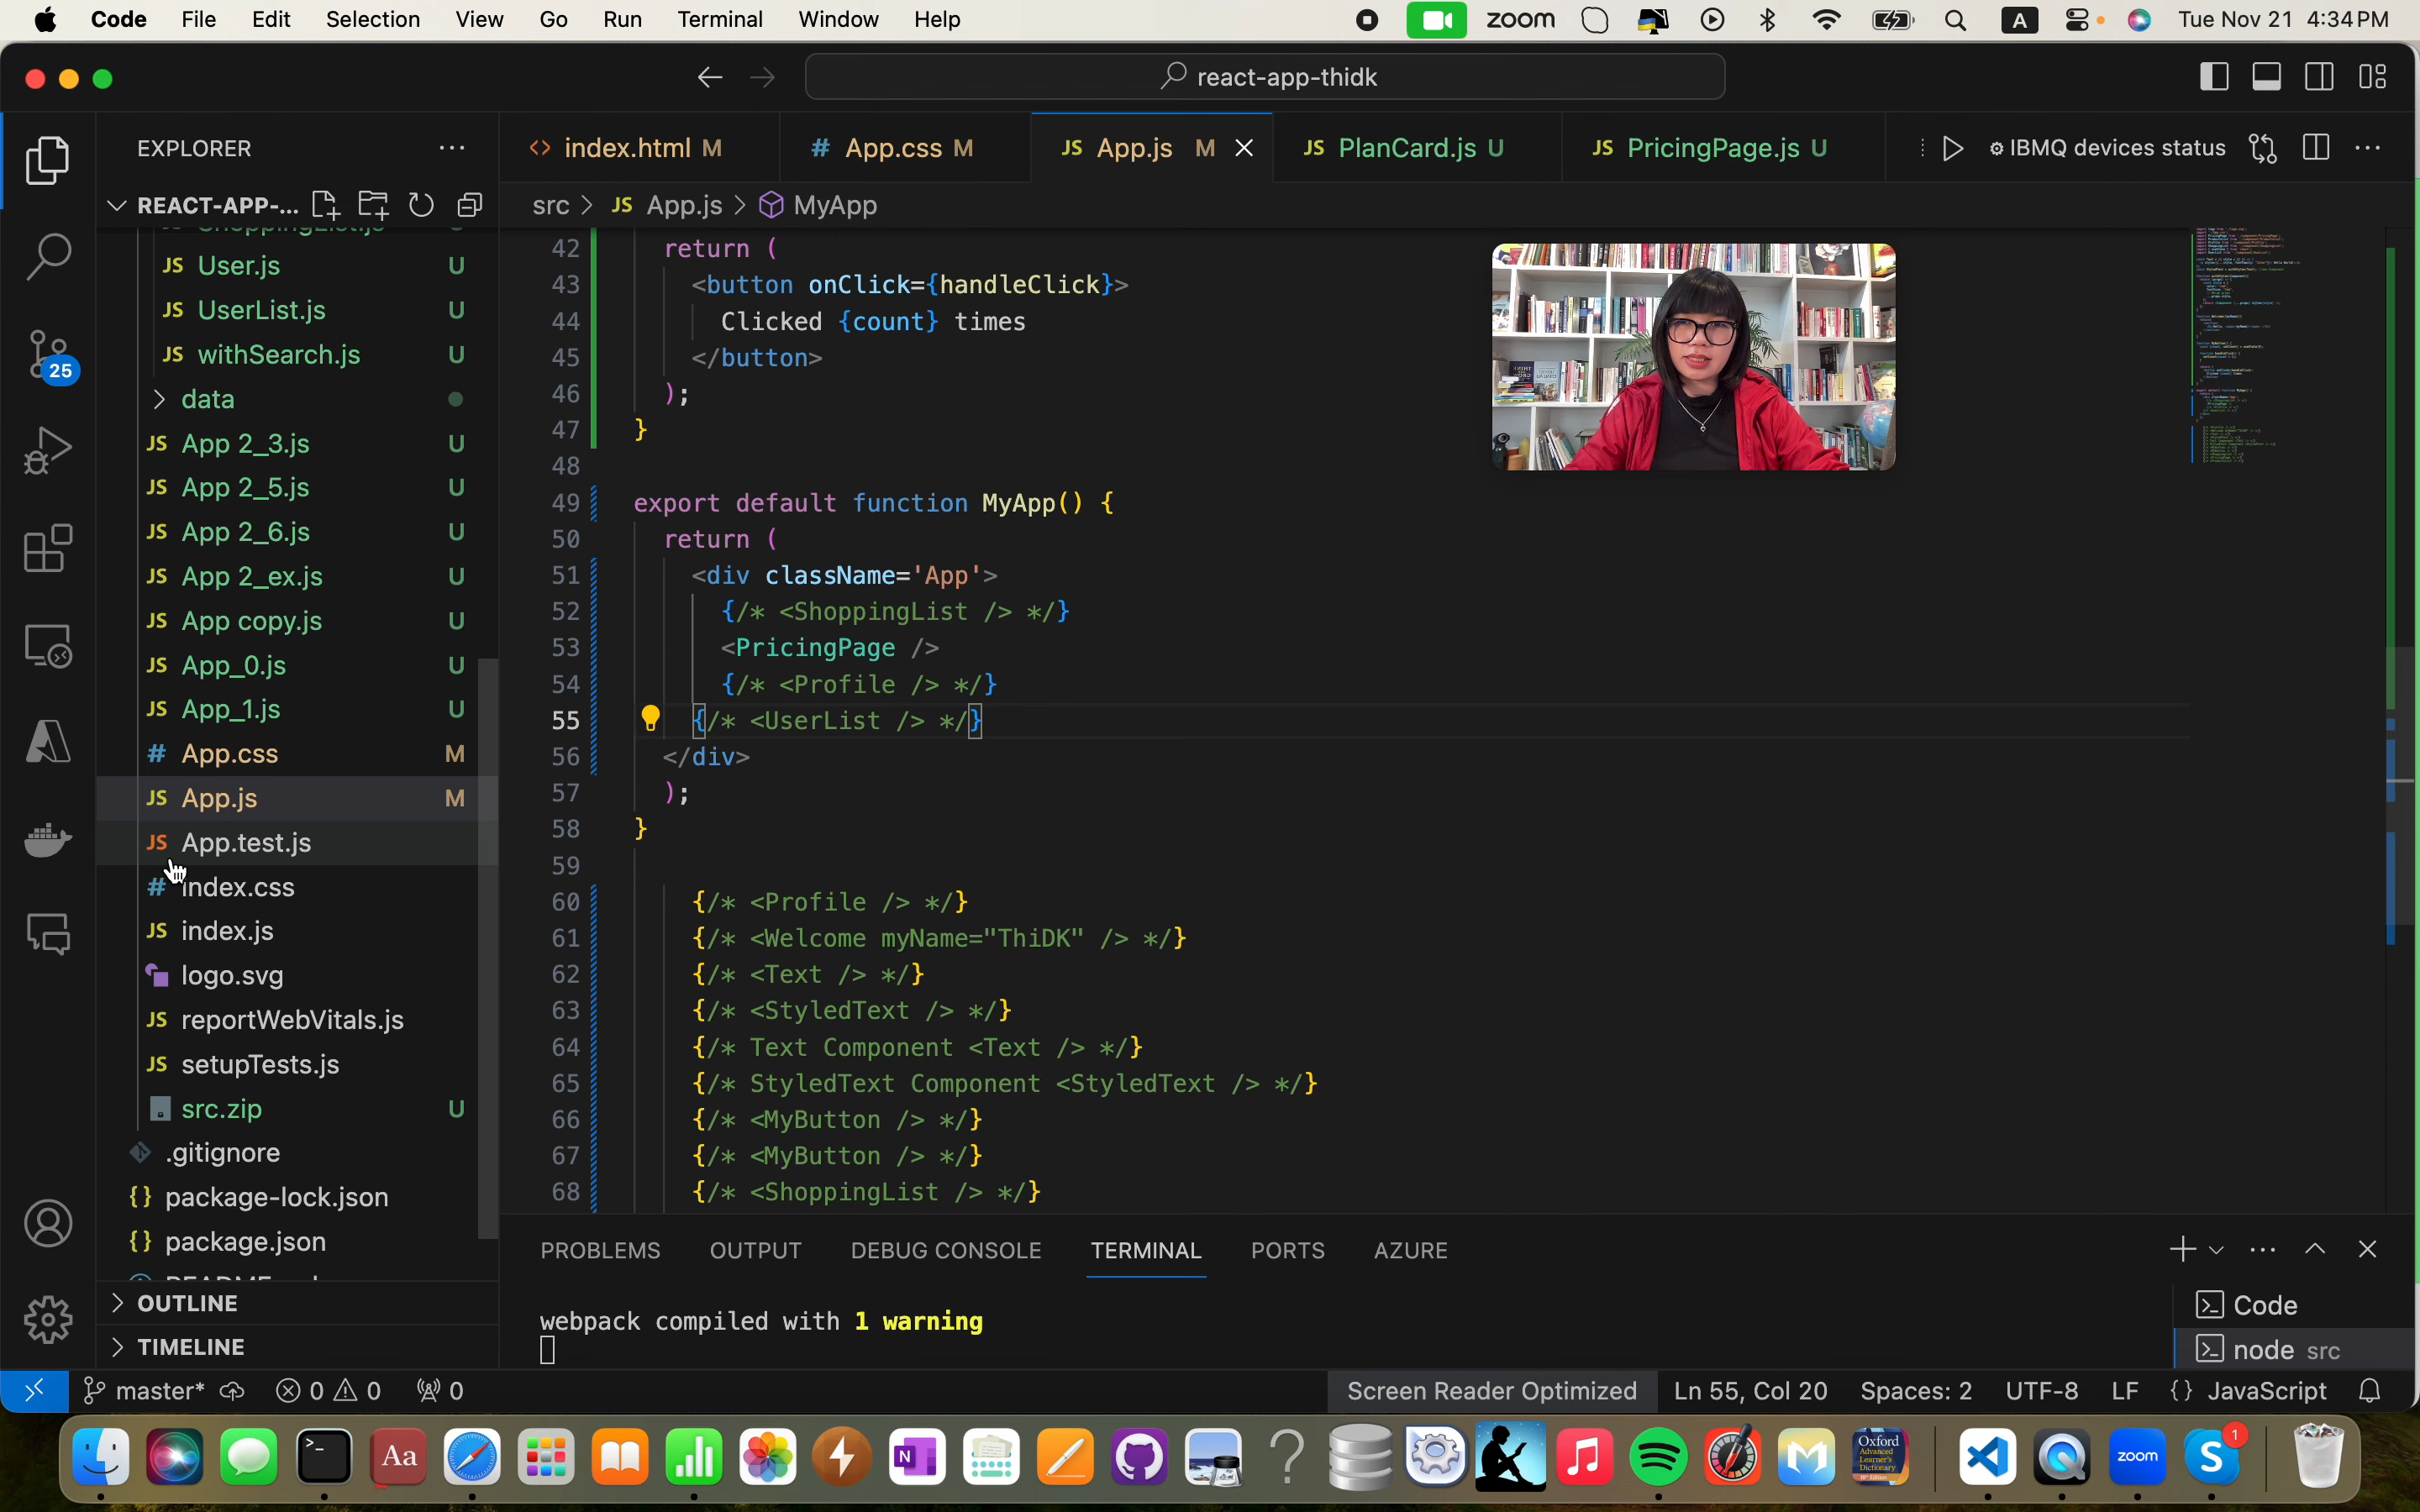 Code File Edit Selection View Go Run Terminal Window Help
zoom A Tue Nov 21 4:34 PM
react-app-thidk
EXPLORER
index.html M
# App.css M
JS App.js M
JS PlanCard.js U
JS PricingPage.js U
IBMQ devices status
REACT-APP-...
src > JS App.js > MyApp
ShoppingList.js
JS User.js U
JS UserList.js U
JS withSearch.js U
data
JS App 2_3.js U
JS App 2_5.js U
JS App 2_6.js U
JS App 2_ex.js U
JS App copy.js U
JS App_0.js U
JS App_1.js U
# App.css M
JS App.js M
JS App.test.js
# index.css
JS index.js
logo.svg
JS reportWebVitals.js
JS setupTests.js
src.zip U
.gitignore
{} package-lock.json
{} package.json
README
OUTLINE
TIMELINE
25
42 return (
43 <button onClick={handleClick}>
44 Clicked {count} times
45 </button>
46 );
47 }
48
49 export default function MyApp() {
50 return (
51 <div className='App'>
52 {/* <ShoppingList /> */}
53 <PricingPage />
54 {/* <Profile /> */}
55 {/* <UserList /> */}
56 </div>
57 );
58 }
59
60 {/* <Profile /> */}
61 {/* <Welcome myName="ThiDK" /> */}
62 {/* <Text /> */}
63 {/* <StyledText /> */}
64 {/* Text Component <Text /> */}
65 {/* StyledText Component <StyledText /> */}
66 {/* <MyButton /> */}
67 {/* <MyButton /> */}
68 {/* <ShoppingList /> */}
PROBLEMS OUTPUT DEBUG CONSOLE TERMINAL PORTS AZURE
webpack compiled with 1 warning
Code
node src
master* 0 0 0
Screen Reader Optimized Ln 55, Col 20 Spaces: 2 UTF-8 LF {} JavaScript
Aa
N
?
Oxford
Advanced
Learner's
Dictionary
zoom
S
1